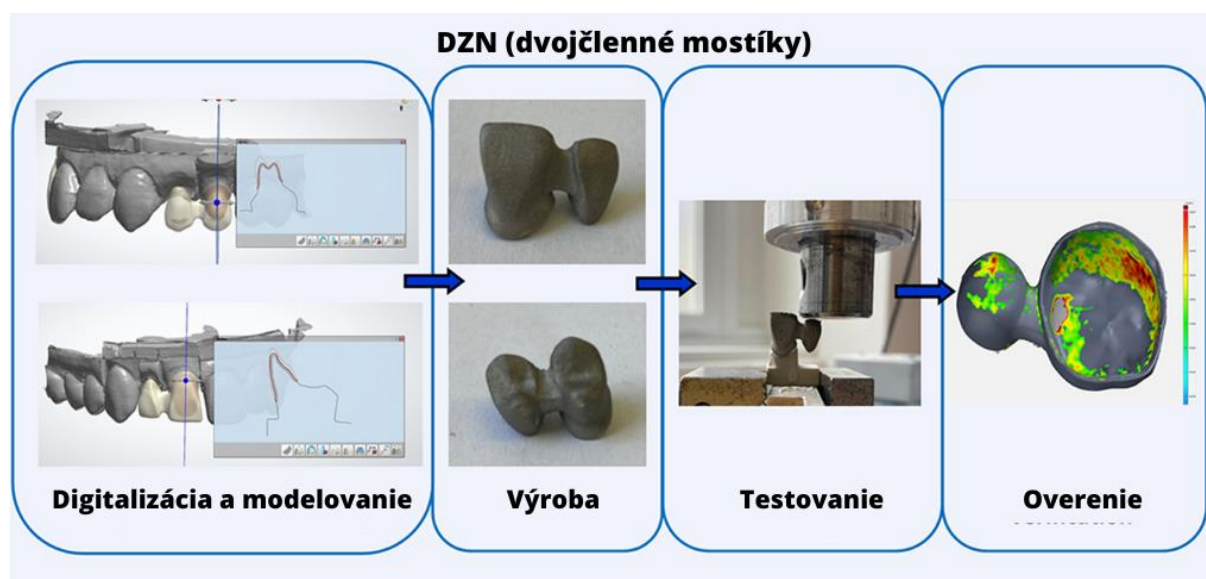 DZN (dvojčlenné mostíky)
Digitalizácia a modelovanie
Výroba
Testovanie
Overenie